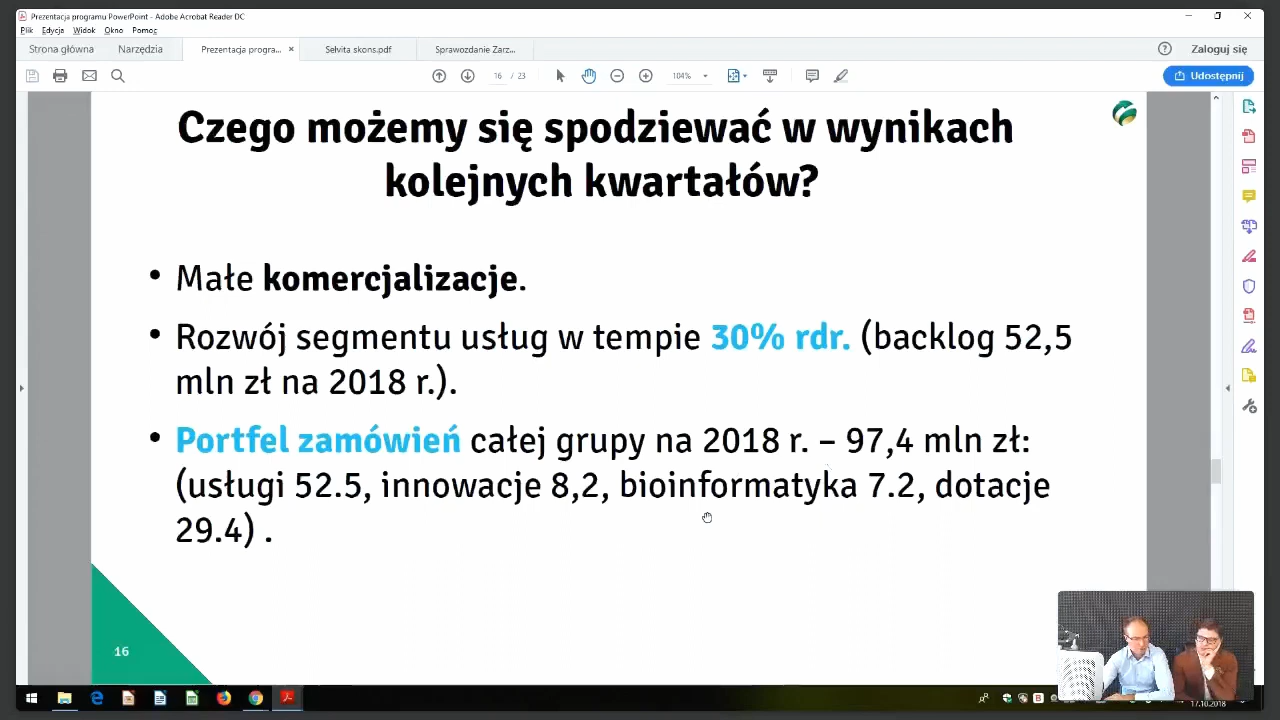 Prezentacja programu PowerPoint - Adobe Acrobat Reader DC
Plik Edycja Widok Okno Pomoc
Strona główna Narzędzia Prezentacja progra... × Selvita skons.pdf Sprawozdanie Zarz... Zaloguj się
16 / 23 104% Udostępnij
Czego możemy się spodziewać w wynikach
kolejnych kwartałów?
• Małe komercjalizacje.
• Rozwój segmentu usług w tempie 30% rdr. (backlog 52,5
mln zł na 2018 r.).
• Portfel zamówień całej grupy na 2018 r. – 97,4 mln zł:
(usługi 52.5, innowacje 8,2, bioinformatyka 7.2, dotacje
29.4) .
16
17.10.2018